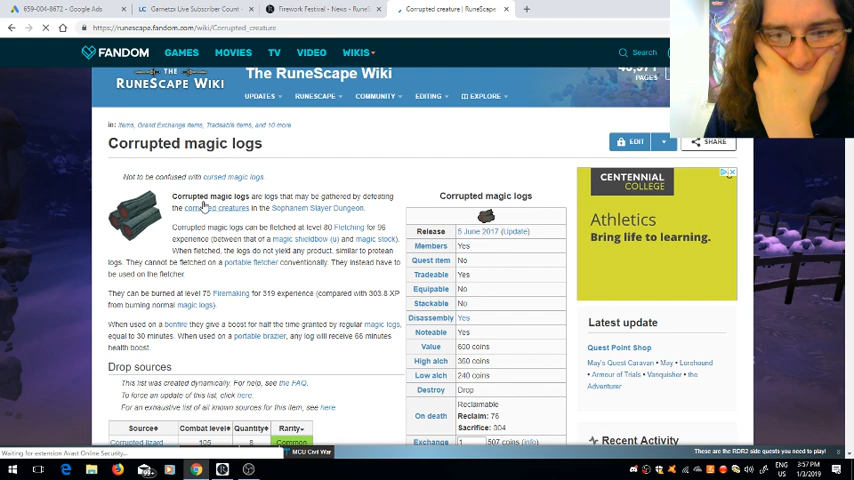 659-004-8672 - Google Ads
LC Gametzi Live Subscriber Count -
Firework Festival - News - RuneS
Corrupted creature | RuneScape
https://runescape.fandom.com/wiki/Corrupted_creature
FANDOM GAMES MOVIES TV VIDEO WIKIS Search
THE RUNESCAPE WIKI
The RuneScape Wiki
PAGES
UPDATES RUNESCAPE COMMUNITY EDITING EXPLORE
in: Items, Grand Exchange items, Tradeable items, and 10 more
Corrupted magic logs
EDIT SHARE
Not to be confused with cursed magic logs.
Corrupted magic logs are logs that may be gathered by defeating
the corrupted creatures in the Sophanem Slayer Dungeon.
Corrupted magic logs can be fletched at level 80 Fletching for 96
experience (between that of a magic shieldbow (u) and magic stock).
When fletched, the logs do not yield any product, similar to protean
logs. They cannot be fletched on a portable fletcher conventionally. They instead have to
be used on the fletcher.
They can be burned at level 75 Firemaking for 319 experience (compared with 303.8 XP
from burning normal magic logs).
When used on a bonfire they give a boost for half the time granted by regular magic logs,
equal to 30 minutes. When used on a portable brazier, any log will receive 66 minutes
health boost.
Drop sources
This list was created dynamically. For help, see the FAQ.
To force an update of this list, click here.
For an exhaustive list of all known sources for this item, see here
Source Combat level Quantity Rarity
Corrupted lizard 105 8 Common
Corrupted magic logs
Release 5 June 2017 (Update)
Members Yes
Quest item No
Tradeable Yes
Equipable No
Stackable No
Disassembly Yes
Noteable Yes
Value 600 coins
High alch 360 coins
Low alch 240 coins
Destroy Drop
On death Reclaimable
Reclaim: 76
Sacrifice: 304
Exchange 1 507 coins (info)
CENTENNIAL
COLLEGE
Athletics
Bring life to learning.
Latest update
Quest Point Shop
May's Quest Caravan • May • Lorehound
• Armour of Trials • Vanquisher • the
Adventurer
Recent Activity
Waiting for extension Avast Online Security...
MCU Civil War
These are the RDR2 side quests you need to play!
ENG
US
3:57 PM
1/3/2019